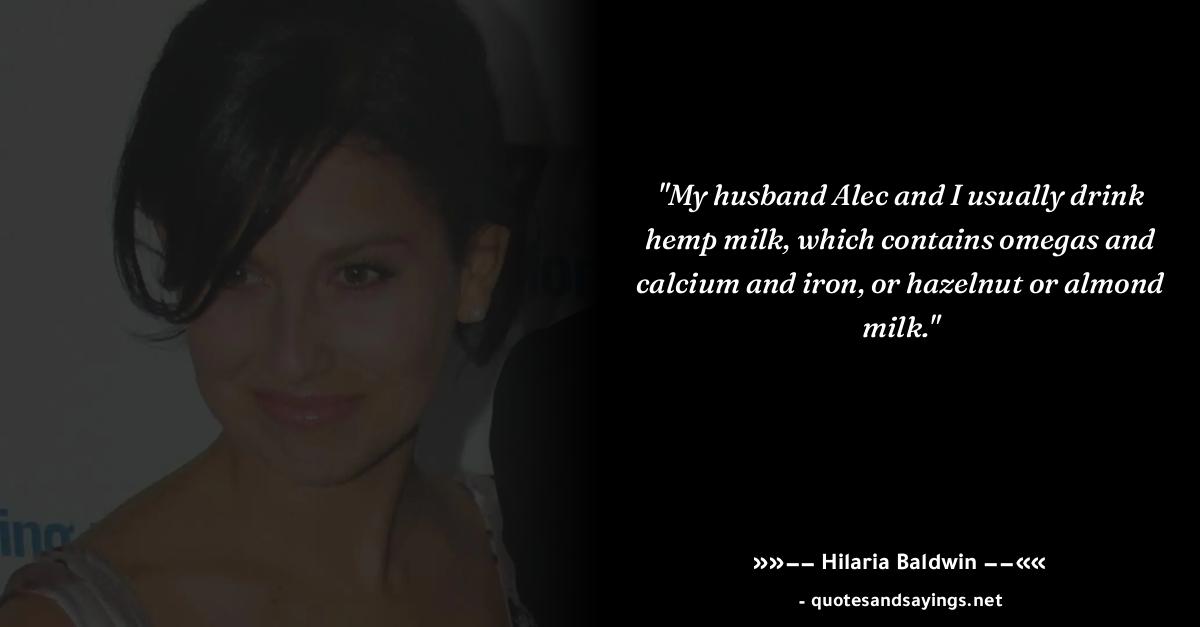 ing
"My husband Alec and I usually drink
hemp milk, which contains omegas and
calcium and iron, or hazelnut or almond
milk."
»»−− Hilaria Baldwin −−««
- quotesandsayings.net